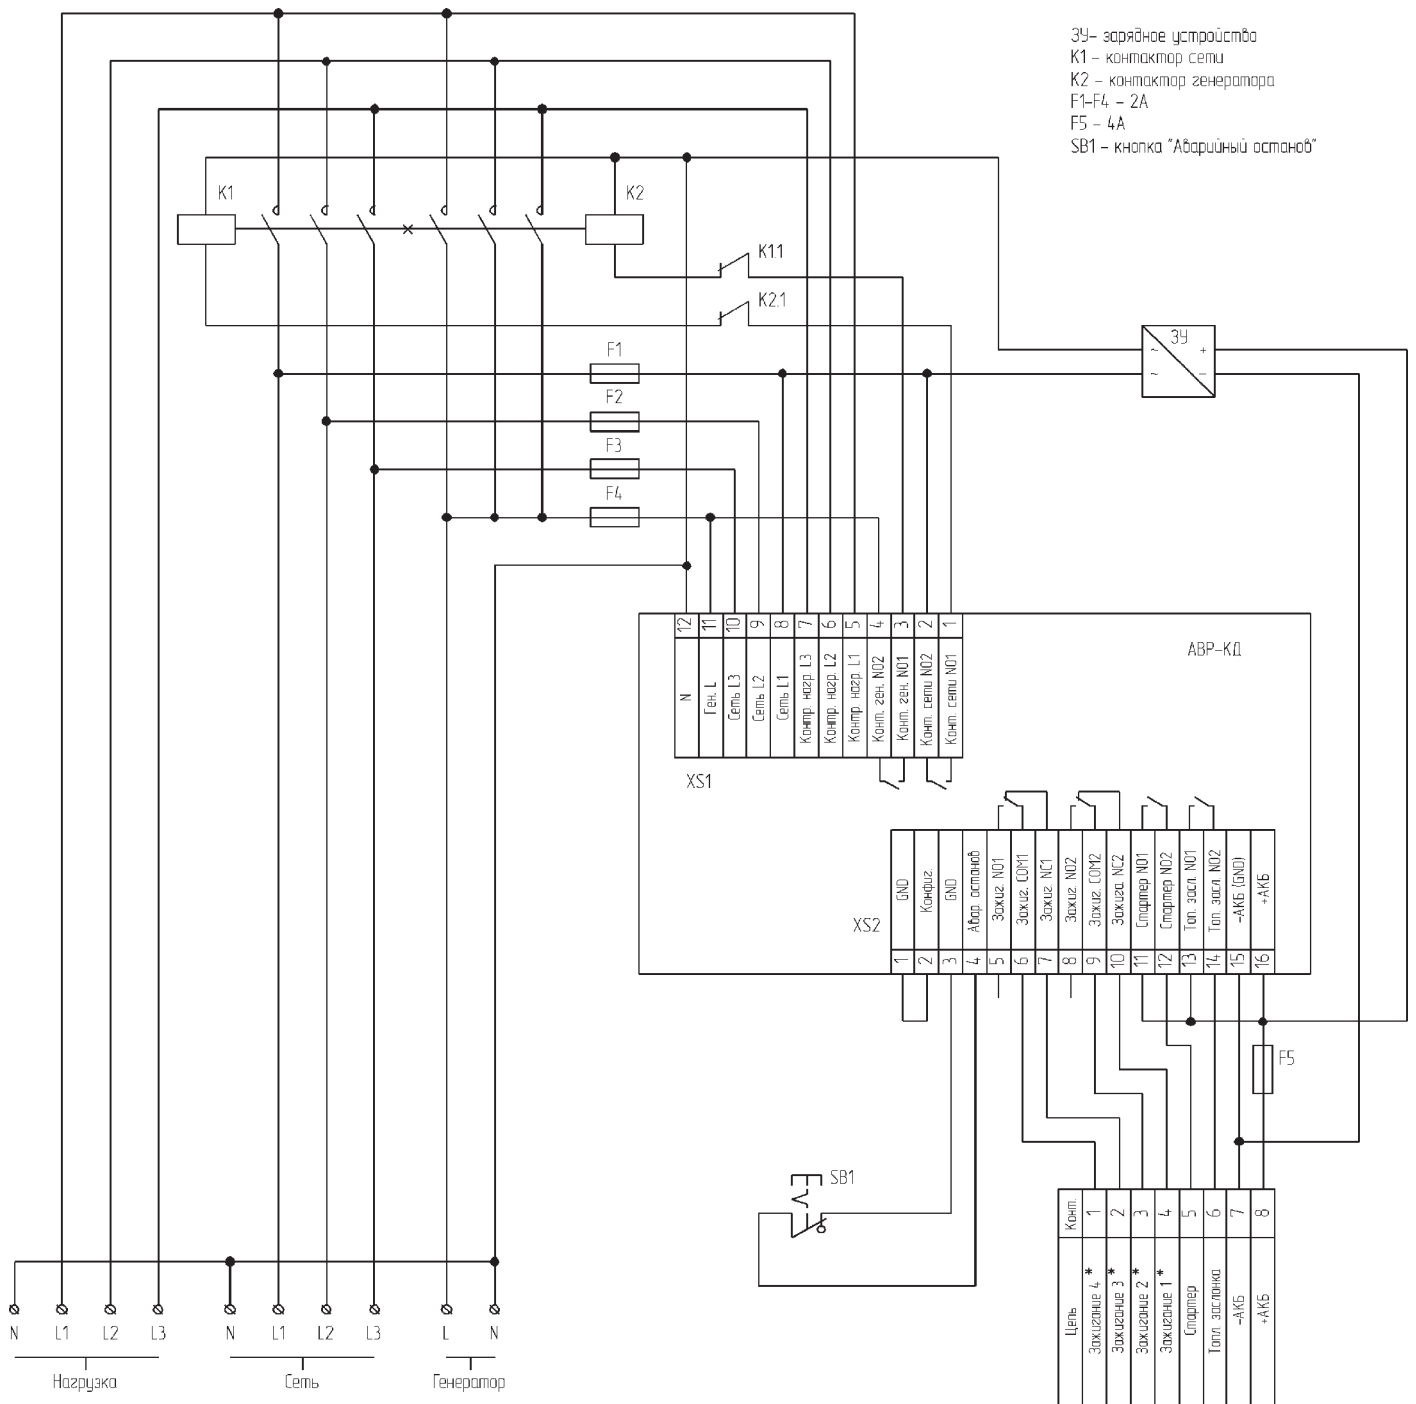 ЗУ– зарядное устройство
К1 – контактор сети
К2 – контактор генератора
F1-F4 – 2А
F5 – 4А
SB1 – кнопка "Аварийный останов"
К1
К2
К1.1
К2.1
ЗУ
~ +
~ –
F1
F2
F3
F4
АВР–КД
12 11 10 9 8 7 6 5 4 3 2 1
N
Ген. L
Сеть L3
Сеть L2
Сеть L1
Контр. нагр. L3
Контр. нагр. L2
Контр. нагр. L1
Конт. ген. NO2
Конт. ген. NO1
Конт. сети NO2
Конт. сети NO1
XS1
XS2
GND
Конфиг.
GND
Авар. останов
Зажиг. NO1
Зажиг. COM1
Зажиг. NC1
Зажиг. NO2
Зажиг. COM2
Зажига. NC2
Стартер NO1
Стартер NO2
Топ. засл. NO1
Топ. засл. NO2
-АКБ (GND)
+АКБ
1 2 3 4 5 6 7 8 9 10 11 12 13 14 15 16
F5
SB1
Конт. 1 2 3 4 5 6 7 8
Цепь
Зажигание 4 *
Зажигание 3 *
Зажигание 2 *
Зажигание 1 *
Стартер
Топл. заслонка
-АКБ
+АКБ
N L1 L2 L3 N L1 L2 L3 L N
Нагрузка Сеть Генератор